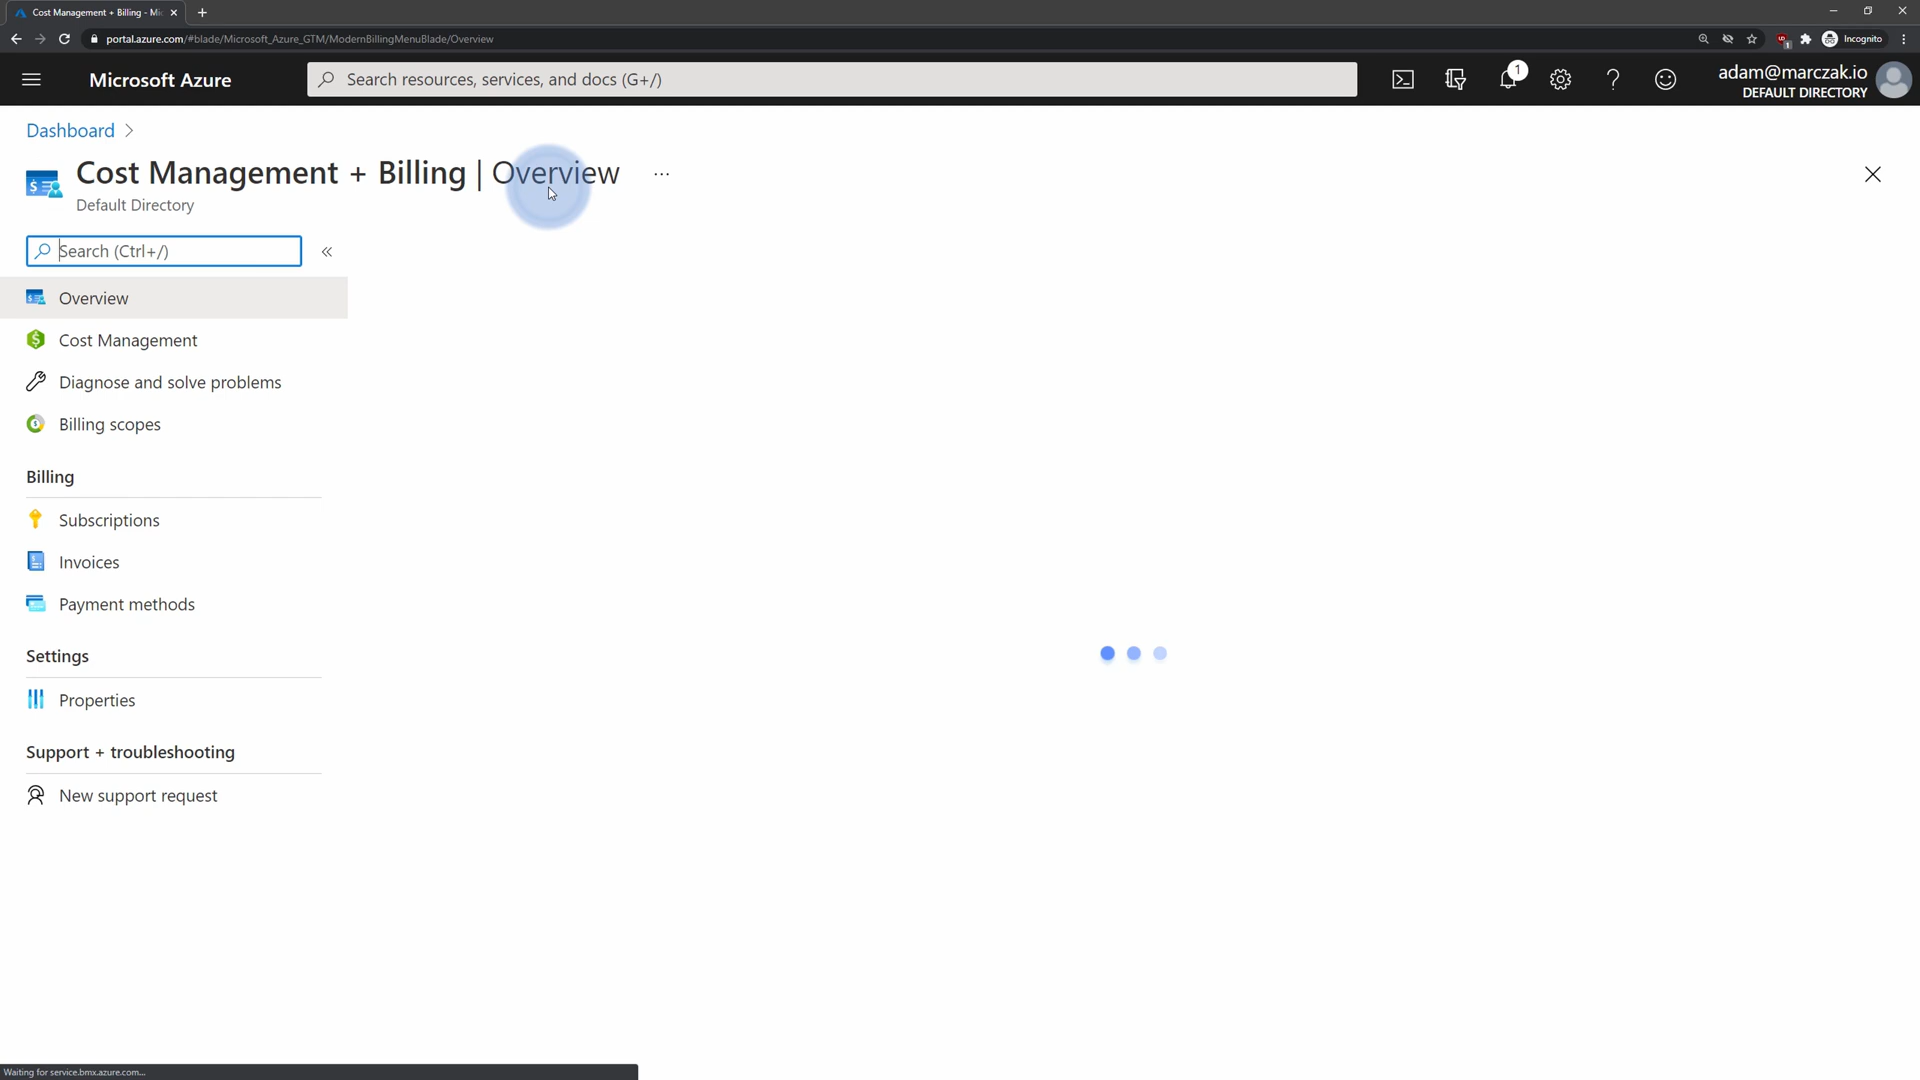 Cost Management + Billing - Mic
portal.azure.com/#blade/Microsoft_Azure_GTM/ModernBillingMenuBlade/Overview
Incognito
Microsoft Azure
Search resources, services, and docs (G+/)
1
adam@marczak.io
DEFAULT DIRECTORY
Dashboard
Cost Management + Billing | Overview
Default Directory
Search (Ctrl+/)
Overview
Cost Management
Diagnose and solve problems
Billing scopes
Billing
Subscriptions
Invoices
Payment methods
Settings
Properties
Support + troubleshooting
New support request
Waiting for service.bmx.azure.com...